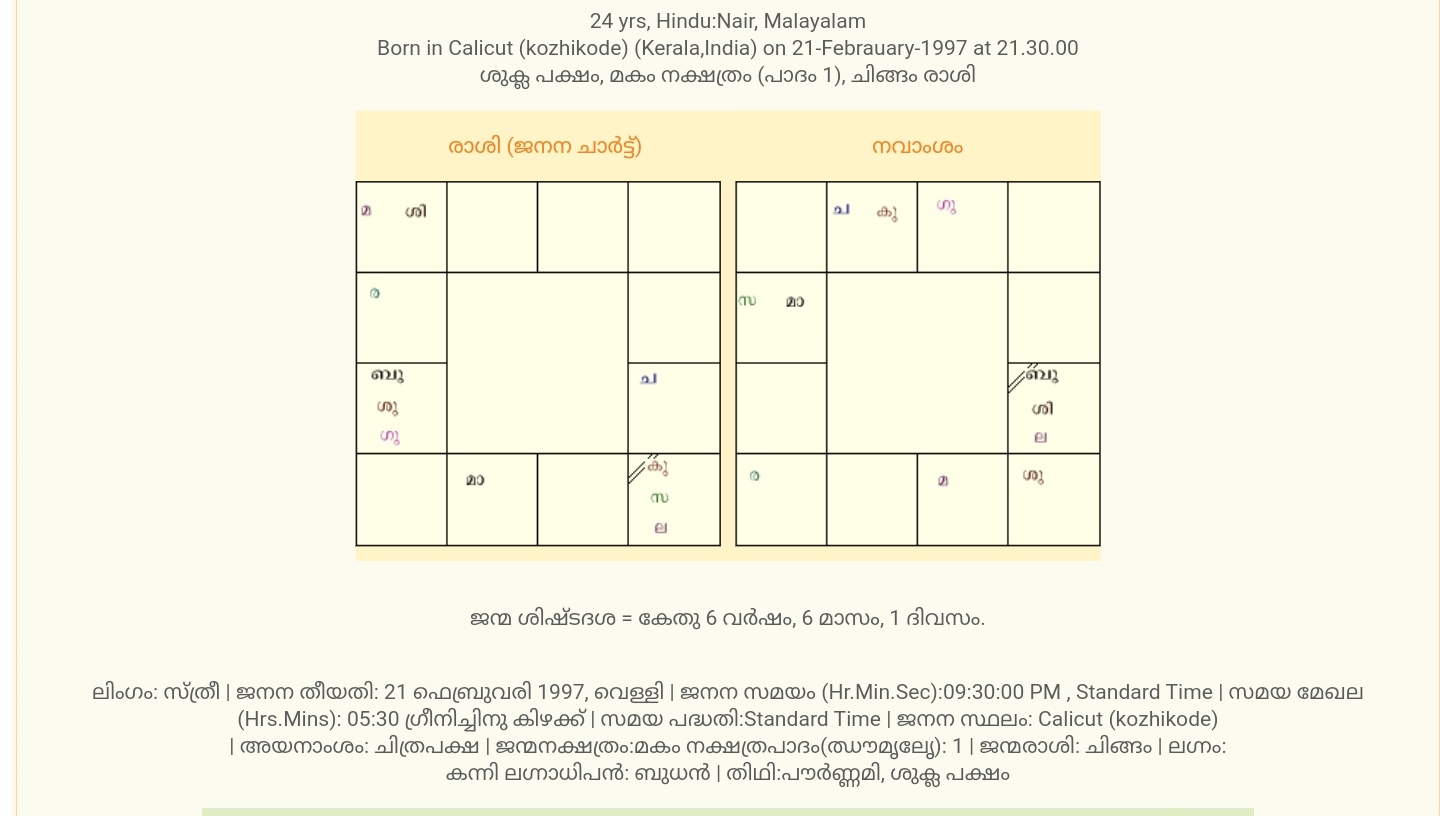 24 yrs, Hindu:Nair, Malayalam
Born in Calicut (kozhikode) (Kerala,India) on 21-Febrauary-1997 at 21.30.00
ശുക്ല പക്ഷം, മകം നക്ഷത്രം (പാദം 1), ചിങ്ങം രാശി
രാശി (ജനന ചാർട്ട്)
നവാംശം
മ ശി
ര
ബു
ശു
ഗു
ച
മാ
കു
സ
ല
ച കു ഗു
സ മാ
ബു
ശി
ല
ര മ ശു
ജന്മ ശിഷ്ടദശ = കേതു 6 വർഷം, 6 മാസം, 1 ദിവസം.
ലിംഗം: സ്ത്രീ | ജനന തീയതി: 21 ഫെബ്രുവരി 1997, വെള്ളി | ജനന സമയം (Hr.Min.Sec):09:30:00 PM , Standard Time | സമയ മേഖല
(Hrs.Mins): 05:30 ഗ്രീനിച്ചിനു കിഴക്ക് | സമയ പദ്ധതി:Standard Time | ജനന സ്ഥലം: Calicut (kozhikode)
| അയനാംശം: ചിത്രപക്ഷ | ജന്മനക്ഷത്രം:മകം നക്ഷത്രപാദം(ഝൗമൃലേൃ): 1 | ജന്മരാശി: ചിങ്ങം | ലഗ്നം:
കന്നി ലഗ്നാധിപൻ: ബുധൻ | തിഥി:പൗർണ്ണമി, ശുക്ല പക്ഷം